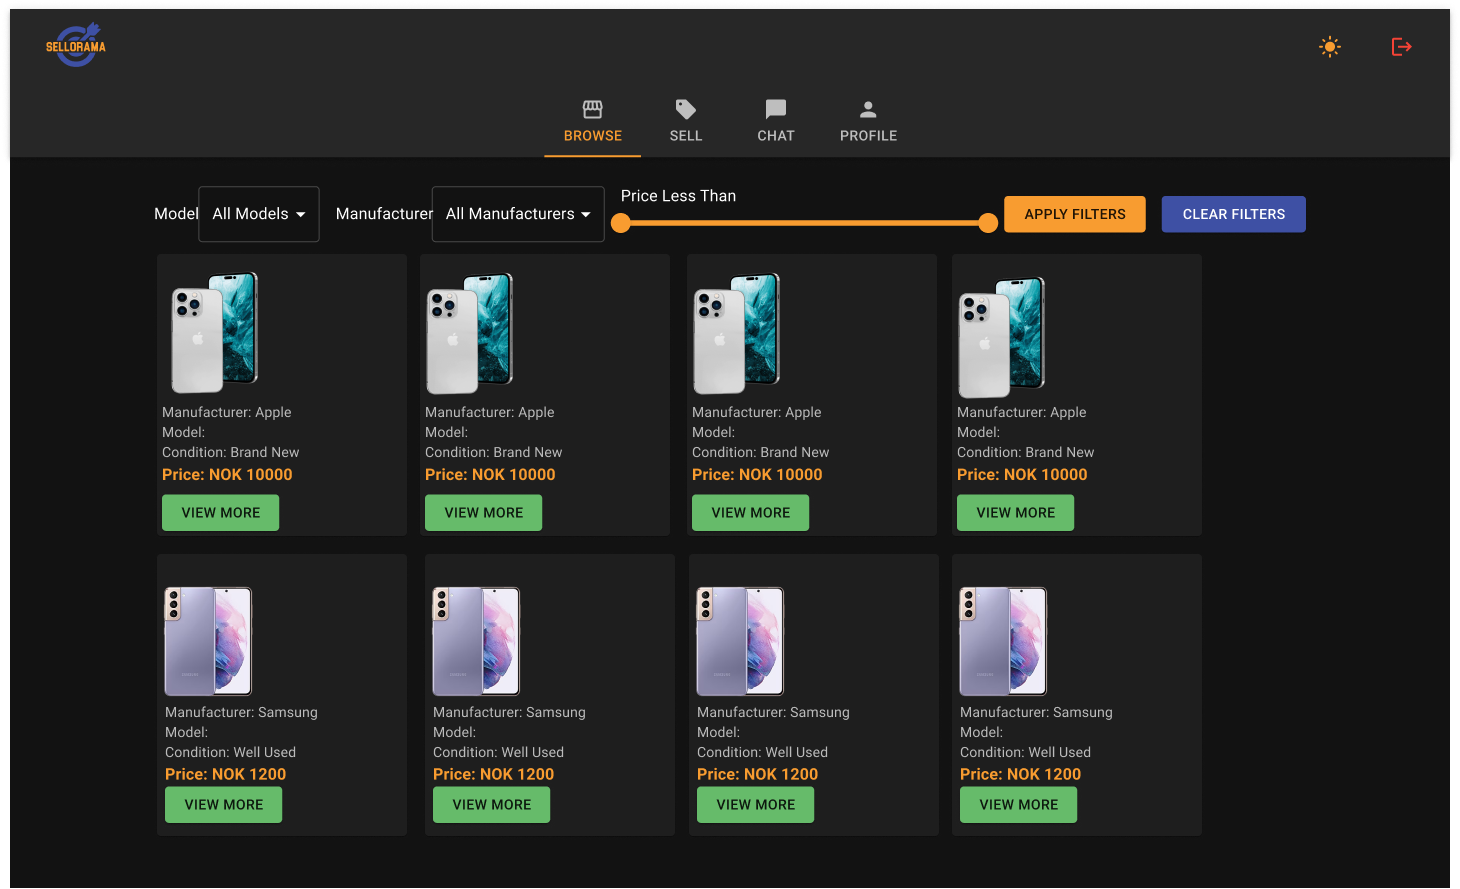 SELLORAMA
BROWSE SELL CHAT PROFILE
Price Less Than
Model All Models Manufacturer All Manufacturers APPLY FILTERS CLEAR FILTERS
Manufacturer: Apple Manufacturer: Apple Manufacturer: Apple Manufacturer: Apple
Model: Model: Model: Model:
Condition: Brand New Condition: Brand New Condition: Brand New Condition: Brand New
Price: NOK 10000 Price: NOK 10000 Price: NOK 10000 Price: NOK 10000
VIEW MORE VIEW MORE VIEW MORE VIEW MORE
Manufacturer: Samsung Manufacturer: Samsung Manufacturer: Samsung Manufacturer: Samsung
Model: Model: Model: Model:
Condition: Well Used Condition: Well Used Condition: Well Used Condition: Well Used
Price: NOK 1200 Price: NOK 1200 Price: NOK 1200 Price: NOK 1200
VIEW MORE VIEW MORE VIEW MORE VIEW MORE